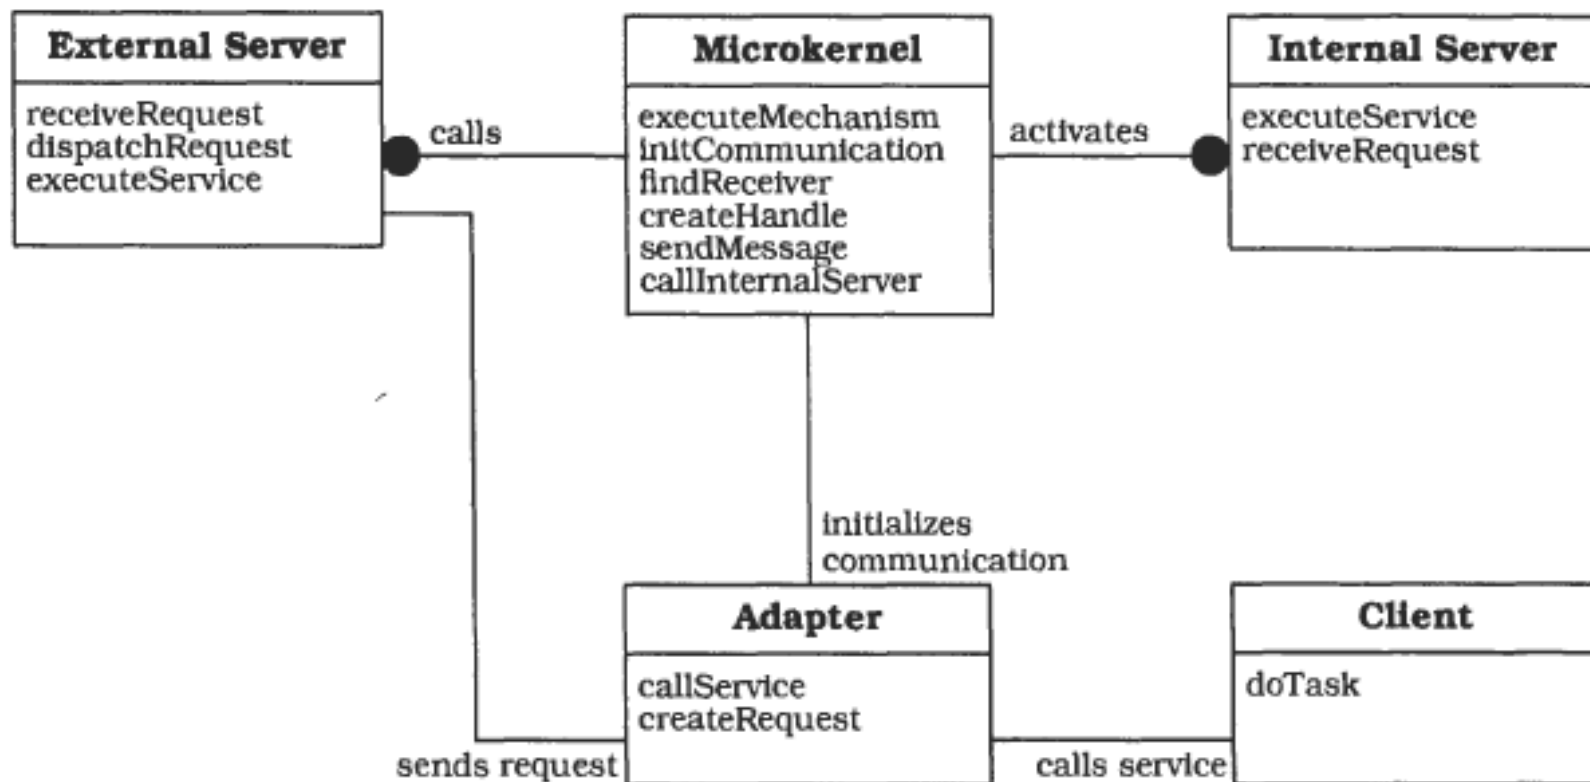 External Server
receiveRequest
dispatchRequest
executeService
calls
Microkernel
executeMechanism
initCommunication
findReceiver
createHandle
sendMessage
callInternalServer
activates
Internal Server
executeService
receiveRequest
initializes
communication
Adapter
callService
createRequest
sends request
calls service
Client
doTask